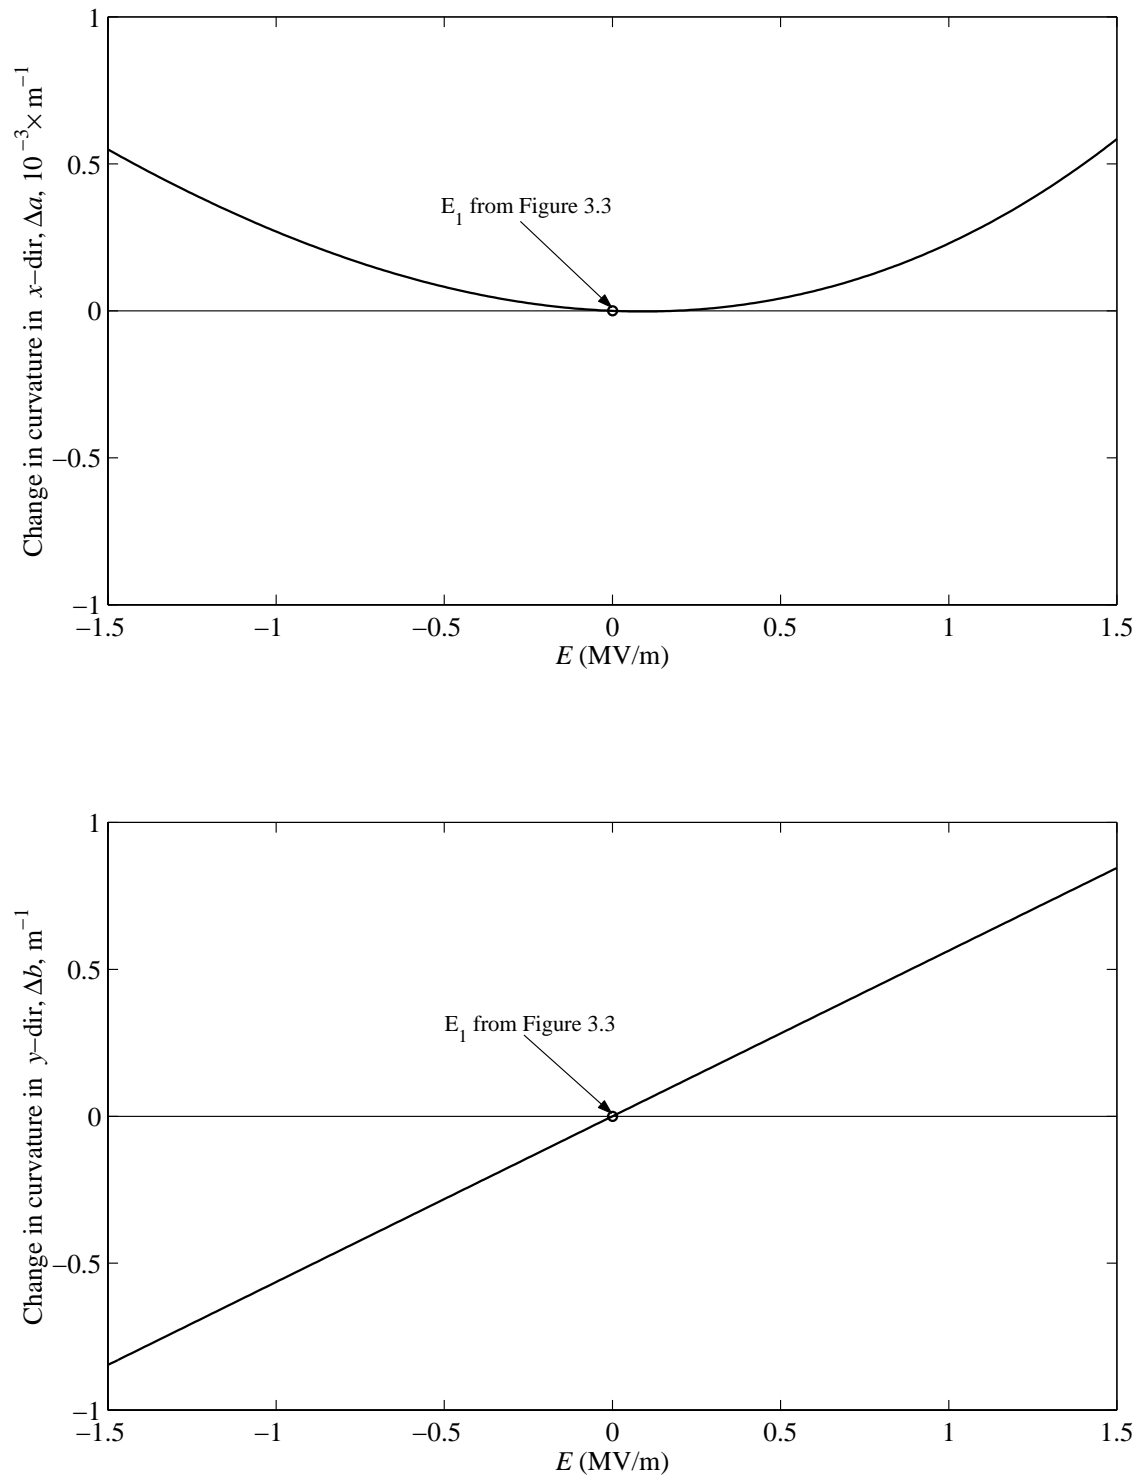 1
0.5
0
−0.5
−1
Change in curvature in x−dir, Δa, 10⁻³× m⁻¹
E₁ from Figure 3.3
−1.5 −1 −0.5 0 0.5 1 1.5
E (MV/m)
1
0.5
0
−0.5
−1
Change in curvature in y−dir, Δb, m⁻¹
E₁ from Figure 3.3
−1.5 −1 −0.5 0 0.5 1 1.5
E (MV/m)